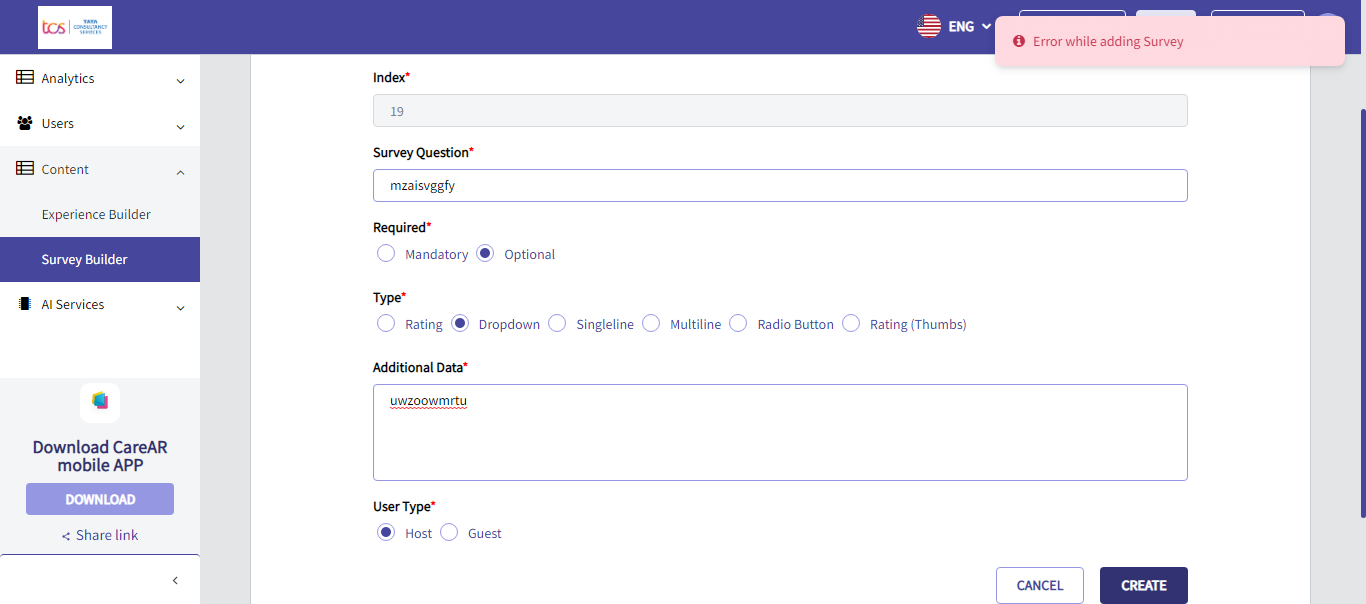 tcs TATA
CONSULTANCY
SERVICES
ENG
Error while adding Survey
Analytics
Users
Content
Experience Builder
Survey Builder
AI Services
Download CareAR
mobile APP
DOWNLOAD
Share link
Index*
19
Survey Question*
mzaisvggfy
Required*
Mandatory Optional
Type*
Rating Dropdown Singleline Multiline Radio Button Rating (Thumbs)
Additional Data*
uwzoowmrtu
User Type*
Host Guest
CANCEL CREATE